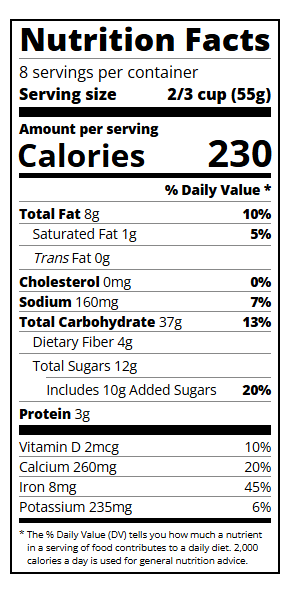 Nutrition Facts
8 servings per container
Serving size 2/3 cup (55g)
Amount per serving
Calories 230
% Daily Value *
Total Fat 8g 10%
Saturated Fat 1g 5%
Trans Fat 0g
Cholesterol 0mg 0%
Sodium 160mg 7%
Total Carbohydrate 37g 13%
Dietary Fiber 4g
Total Sugars 12g
Includes 10g Added Sugars 20%
Protein 3g
Vitamin D 2mcg 10%
Calcium 260mg 20%
Iron 8mg 45%
Potassium 235mg 6%
* The % Daily Value (DV) tells you how much a nutrient
in a serving of food contributes to a daily diet. 2,000
calories a day is used for general nutrition advice.